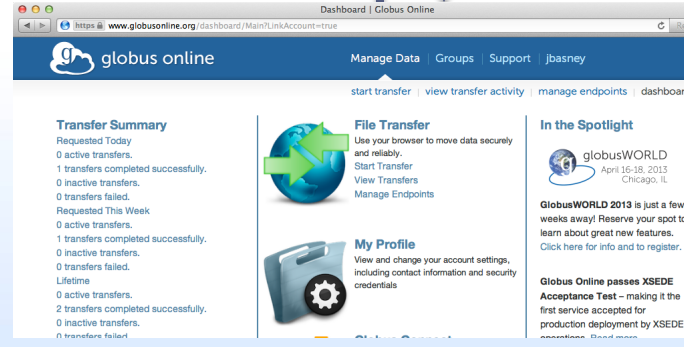 Dashboard | Globus Online
https www.globusonline.org/dashboard/Main?LinkAccount=true
globus online
Manage Data | Groups | Support | jbasney
start transfer | view transfer activity | manage endpoints | dashboar
Transfer Summary
Requested Today
0 active transfers.
1 transfers completed successfully.
0 inactive transfers.
0 transfers failed.
Requested This Week
0 active transfers.
1 transfers completed successfully.
0 inactive transfers.
0 transfers failed.
Lifetime
0 active transfers.
2 transfers completed successfully.
0 inactive transfers.
0 transfers failed
File Transfer
Use your browser to move data securely
and reliably.
Start Transfer
View Transfers
Manage Endpoints
My Profile
View and change your account settings,
including contact information and security
credentials
In the Spotlight
globusWORLD
April 16-18, 2013
Chicago, IL
GlobusWORLD 2013 is just a few
weeks away! Reserve your spot to
learn about great new features.
Click here for info and to register.
Globus Online passes XSEDE
Acceptance Test – making it the
first service accepted for
production deployment by XSEDE
operations. Read more